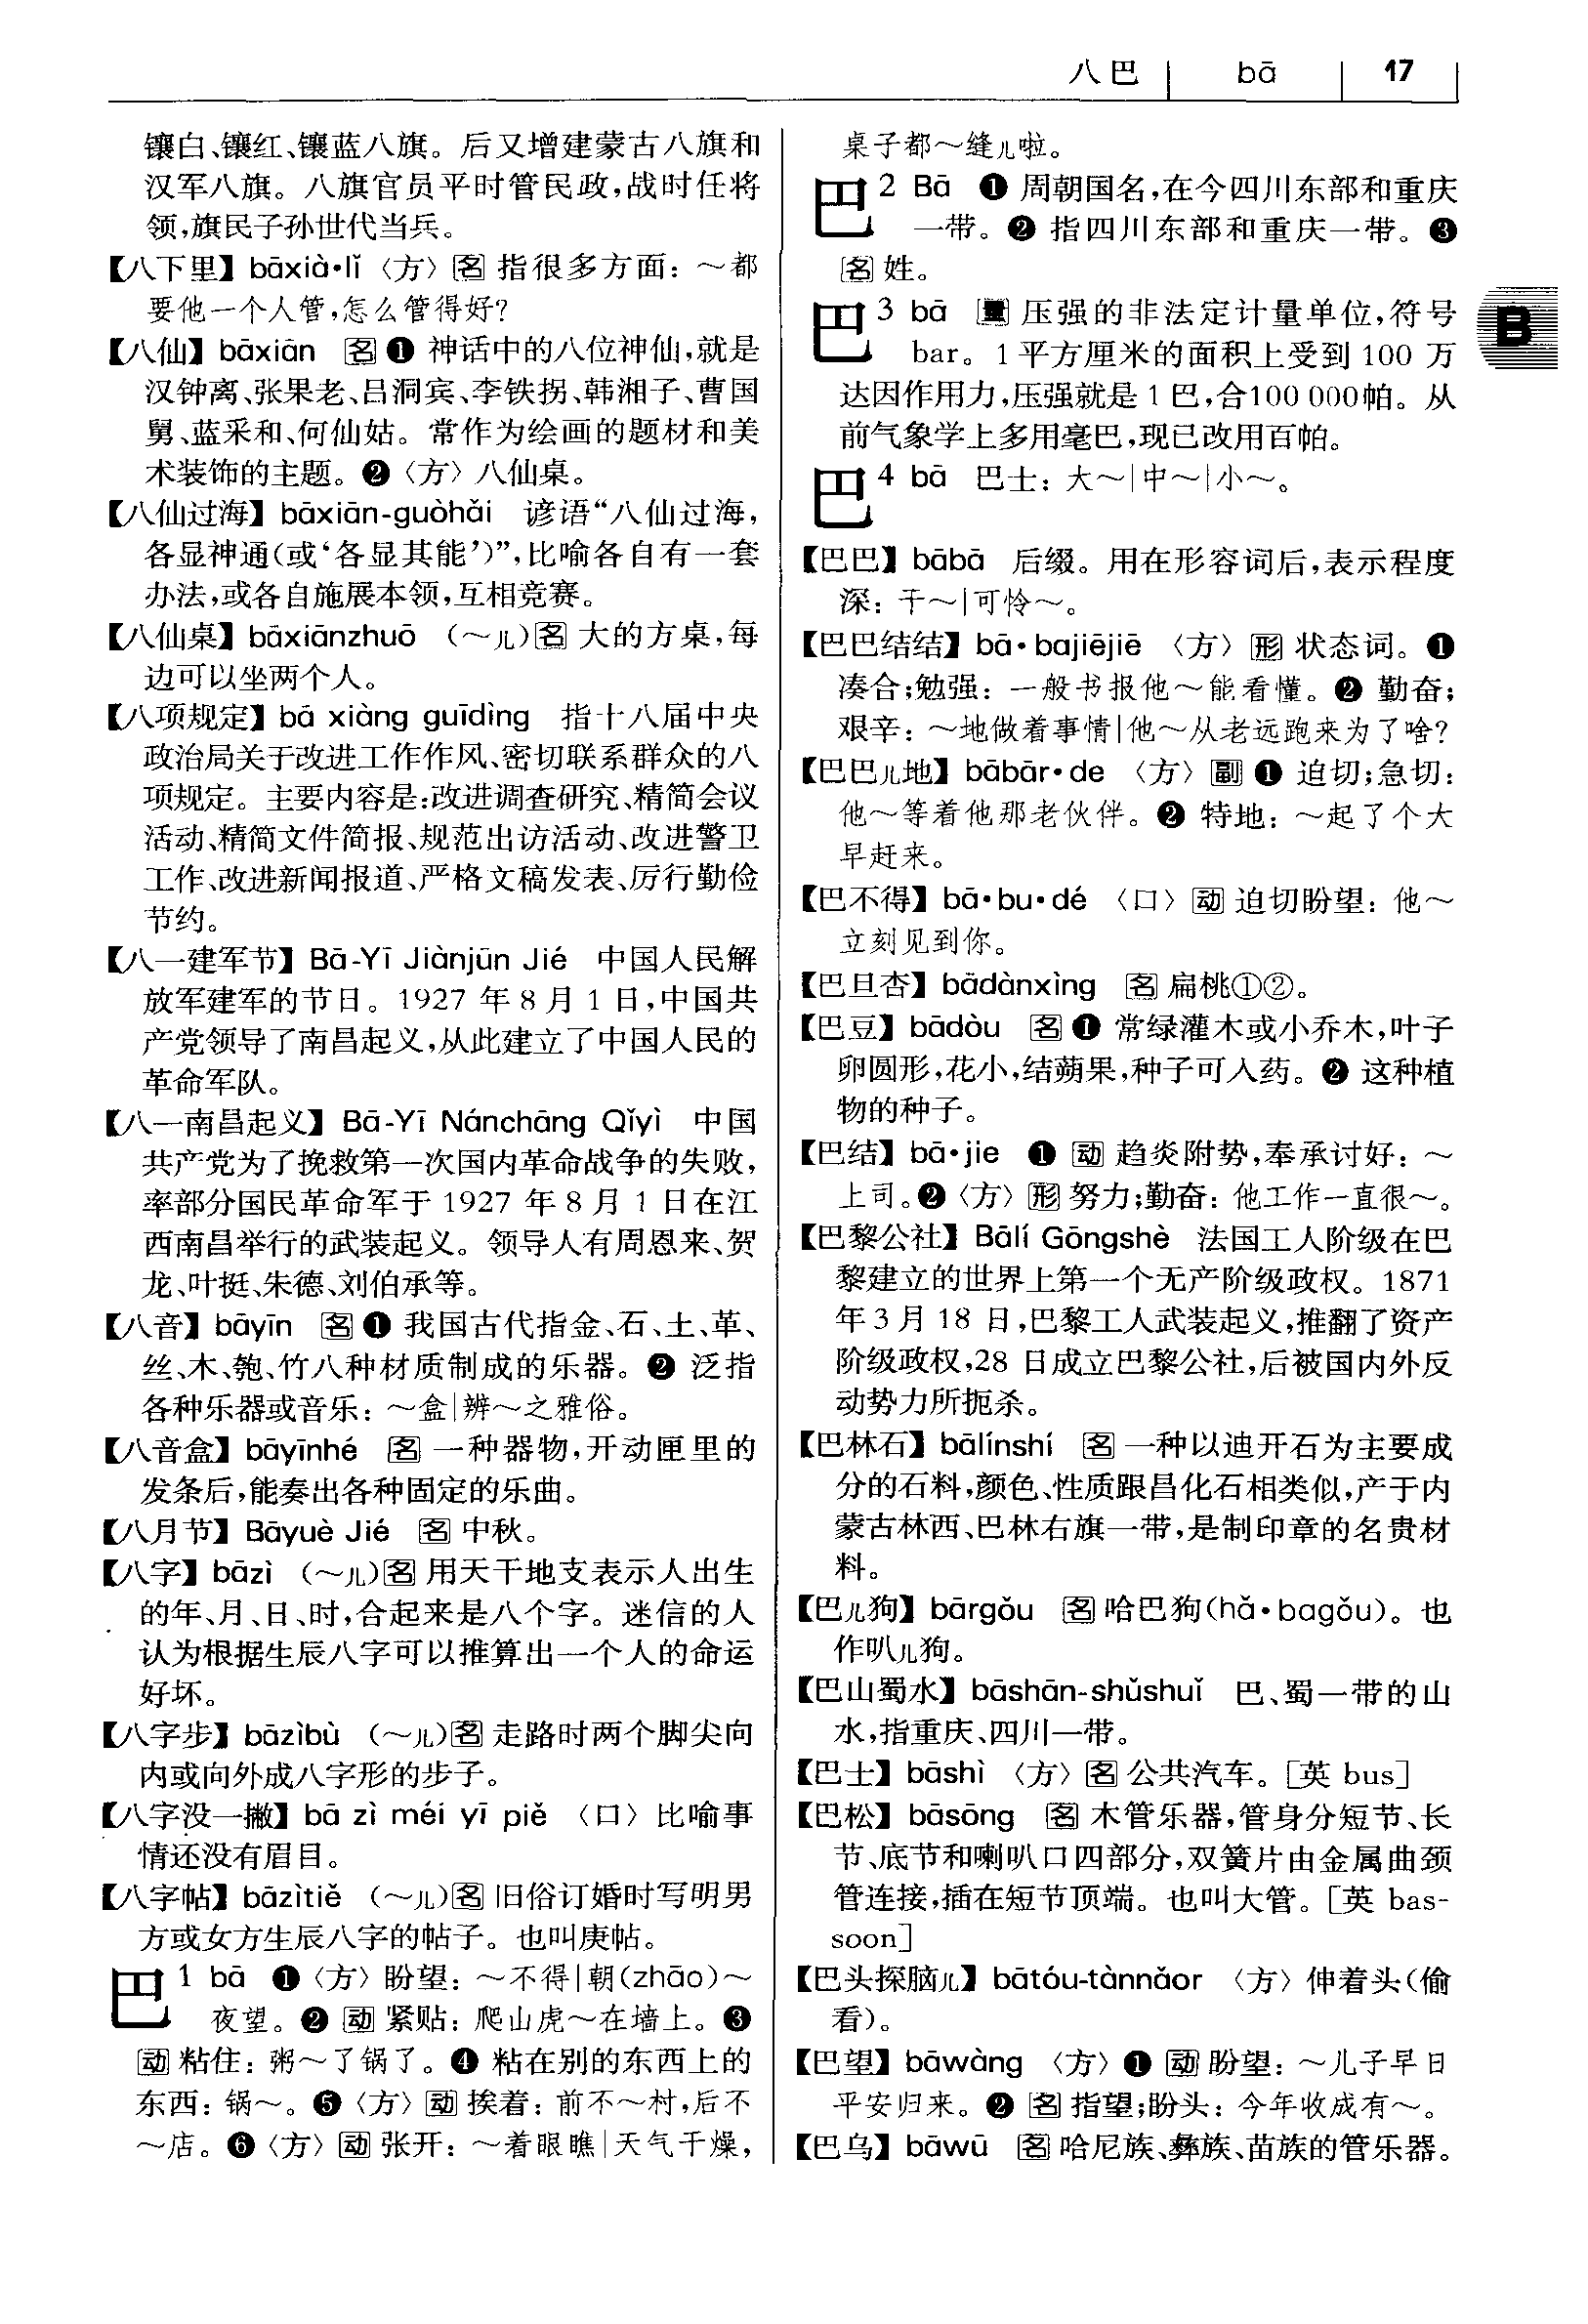 八巴 bā 17
镶白、镶红、镶蓝八旗。后又增建蒙古八旗和
汉军八旗。八旗官员平时管民政,战时任将
领,旗民子孙世代当兵。
【八下里】bāxià•lǐ〈方〉名 指很多方面：～都
要他一个人管,怎么管得好?
【八仙】bāxiān 名 ❶ 神话中的八位神仙,就是
汉钟离、张果老、吕洞宾、李铁拐、韩湘子、曹国
舅、蓝采和、何仙姑。常作为绘画的题材和美
术装饰的主题。❷〈方〉八仙桌。
【八仙过海】bāxiān-guòhǎi 谚语“八仙过海,
各显神通(或‘各显其能’)”,比喻各自有一套
办法,或各自施展本领,互相竞赛。
【八仙桌】bāxiānzhuō (～儿)名 大的方桌,每
边可以坐两个人。
【八项规定】bā xiàng guīdìng 指十八届中央
政治局关于改进工作作风、密切联系群众的八
项规定。主要内容是:改进调查研究、精简会议
活动、精简文件简报、规范出访活动、改进警卫
工作、改进新闻报道、严格文稿发表、厉行勤俭
节约。
【八一建军节】Bā-Yī Jiànjūn Jié 中国人民解
放军建军的节日。1927 年 8 月 1 日,中国共
产党领导了南昌起义,从此建立了中国人民的
革命军队。
【八一南昌起义】Bā-Yī Nánchāng Qǐyì 中国
共产党为了挽救第一次国内革命战争的失败,
率部分国民革命军于 1927 年 8 月 1 日在江
西南昌举行的武装起义。领导人有周恩来、贺
龙、叶挺、朱德、刘伯承等。
【八音】bāyīn 名 ❶ 我国古代指金、石、土、革、
丝、木、匏、竹八种材质制成的乐器。❷ 泛指
各种乐器或音乐：～盒|辨～之雅俗。
【八音盒】bāyīnhé 名 一种器物,开动匣里的
发条后,能奏出各种固定的乐曲。
【八月节】Bāyuè Jié 名 中秋。
【八字】bāzì (～儿)名 用天干地支表示人出生
的年、月、日、时,合起来是八个字。迷信的人
认为根据生辰八字可以推算出一个人的命运
好坏。
【八字步】bāzìbù (～儿)名 走路时两个脚尖向
内或向外成八字形的步子。
【八字没一撇】bā zì méi yī piě 〈口〉比喻事
情还没有眉目。
【八字帖】bāzìtiě (～儿)名 旧俗订婚时写明男
方或女方生辰八字的帖子。也叫庚帖。
巴1 bā ❶〈方〉盼望：～不得|朝(zhāo)～
夜望。❷ 动 紧贴：爬山虎～在墙上。❸
动 粘住：粥～了锅了。❹ 粘在别的东西上的
东西：锅～。❺〈方〉动 挨着：前不～村,后不
～店。❻〈方〉动 张开：～着眼瞧|天气干燥,
桌子都～缝儿啦。
巴2 Bā ❶ 周朝国名,在今四川东部和重庆
一带。❷ 指四川东部和重庆一带。❸
名 姓。
巴3 bā 量 压强的非法定计量单位,符号
bar。1 平方厘米的面积上受到 100 万
达因作用力,压强就是 1 巴,合100 000帕。从
前气象学上多用毫巴,现已改用百帕。
巴4 bā 巴士：大～|中～|小～。
【巴巴】bābā 后缀。用在形容词后,表示程度
深：干～|可怜～。
【巴巴结结】bā•bajiējiē 〈方〉形 状态词。❶
凑合;勉强：一般书报他～能看懂。❷ 勤奋;
艰辛：～地做着事情|他～从老远跑来为了啥?
【巴巴儿地】bābār•de 〈方〉副 ❶ 迫切;急切：
他～等着他那老伙伴。❷ 特地：～起了个大
早赶来。
【巴不得】bā•bu•dé 〈口〉动 迫切盼望：他～
立刻见到你。
【巴旦杏】bādànxìng 名 扁桃①②。
【巴豆】bādòu 名 ❶ 常绿灌木或小乔木,叶子
卵圆形,花小,结蒴果,种子可入药。❷ 这种植
物的种子。
【巴结】bā•jie ❶ 动 趋炎附势,奉承讨好：～
上司。❷〈方〉形 努力;勤奋：他工作一直很～。
【巴黎公社】Bālí Gōngshè 法国工人阶级在巴
黎建立的世界上第一个无产阶级政权。1871
年 3 月 18 日,巴黎工人武装起义,推翻了资产
阶级政权,28 日成立巴黎公社,后被国内外反
动势力所扼杀。
【巴林石】bālínshí 名 一种以迪开石为主要成
分的石料,颜色、性质跟昌化石相类似,产于内
蒙古林西、巴林右旗一带,是制印章的名贵材
料。
【巴儿狗】bārgǒu 名 哈巴狗(hǎ•bagǒu)。也
作叭儿狗。
【巴山蜀水】bāshān-shǔshuǐ 巴、蜀一带的山
水,指重庆、四川一带。
B
【巴士】bāshì 〈方〉名 公共汽车。[英 bus]
【巴松】bāsōng 名 木管乐器,管身分短节、长
节、底节和喇叭口四部分,双簧片由金属曲颈
管连接,插在短节顶端。也叫大管。[英 bas-
soon]
【巴头探脑儿】bātóu-tànnǎor 〈方〉伸着头(偷
看)。
【巴望】bāwàng 〈方〉❶ 动 盼望：～儿子早日
平安归来。❷ 名 指望;盼头：今年收成有～。
【巴乌】bāwū 名 哈尼族、彝族、苗族的管乐器。